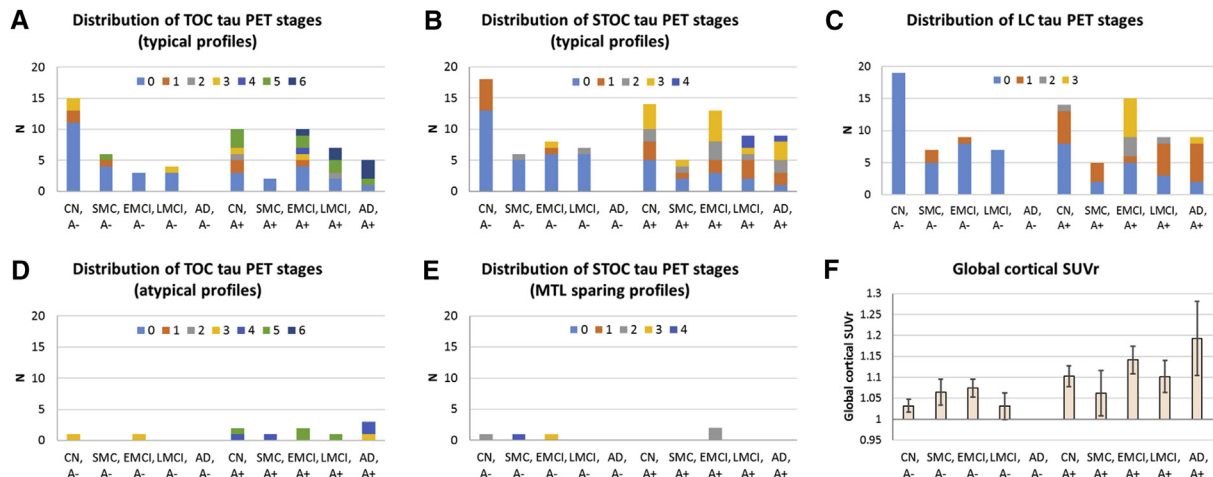 A
Distribution of TOC tau PET stages
(typical profiles)
20
15
10
5
0
N
0 1 2 3 4 5 6
CN, SMC, EMCI, LMCI, AD, CN, SMC, EMCI, LMCI, AD,
A- A- A- A- A- A+ A+ A+ A+ A+
B
Distribution of STOC tau PET stages
(typical profiles)
20
15
10
5
0
N
0 1 2 3 4
CN, SMC, EMCI, LMCI, AD, CN, SMC, EMCI, LMCI, AD,
A- A- A- A- A- A+ A+ A+ A+ A+
C
Distribution of LC tau PET stages
20
15
10
5
0
N
0 1 2 3
CN, SMC, EMCI, LMCI, AD, CN, SMC, EMCI, LMCI, AD,
A- A- A- A- A- A+ A+ A+ A+ A+
D
Distribution of TOC tau PET stages
(atypical profiles)
20
15
10
5
0
N
0 1 2 3 4 5 6
CN, SMC, EMCI, LMCI, AD, CN, SMC, EMCI, LMCI, AD,
A- A- A- A- A- A+ A+ A+ A+ A+
E
Distribution of STOC tau PET stages
(MTL sparing profiles)
20
15
10
5
0
N
0 1 2 3 4
CN, SMC, EMCI, LMCI, AD, CN, SMC, EMCI, LMCI, AD,
A- A- A- A- A- A+ A+ A+ A+ A+
F
Global cortical SUVr
1.3
1.25
1.2
1.15
1.1
1.05
1
0.95
Global cortical SUVr
CN, SMC, EMCI, LMCI, AD, CN, SMC, EMCI, LMCI, AD,
A- A- A- A- A- A+ A+ A+ A+ A+